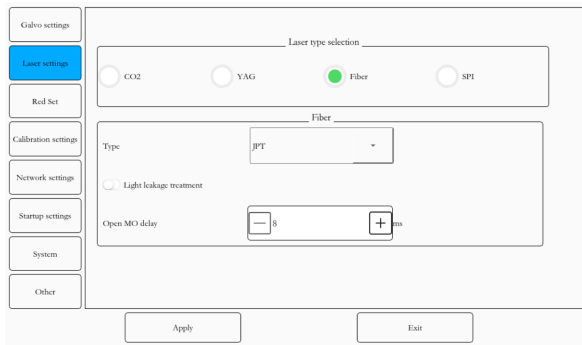 Galvo settings
Laser settings
Red Set
Calibration settings
Network settings
Startup settings
System
Other
Laser type selection
CO2 YAG Fiber SPI
Fiber
Type JPT
Light leakage treatment
Open MO delay 8 ms
Apply Exit